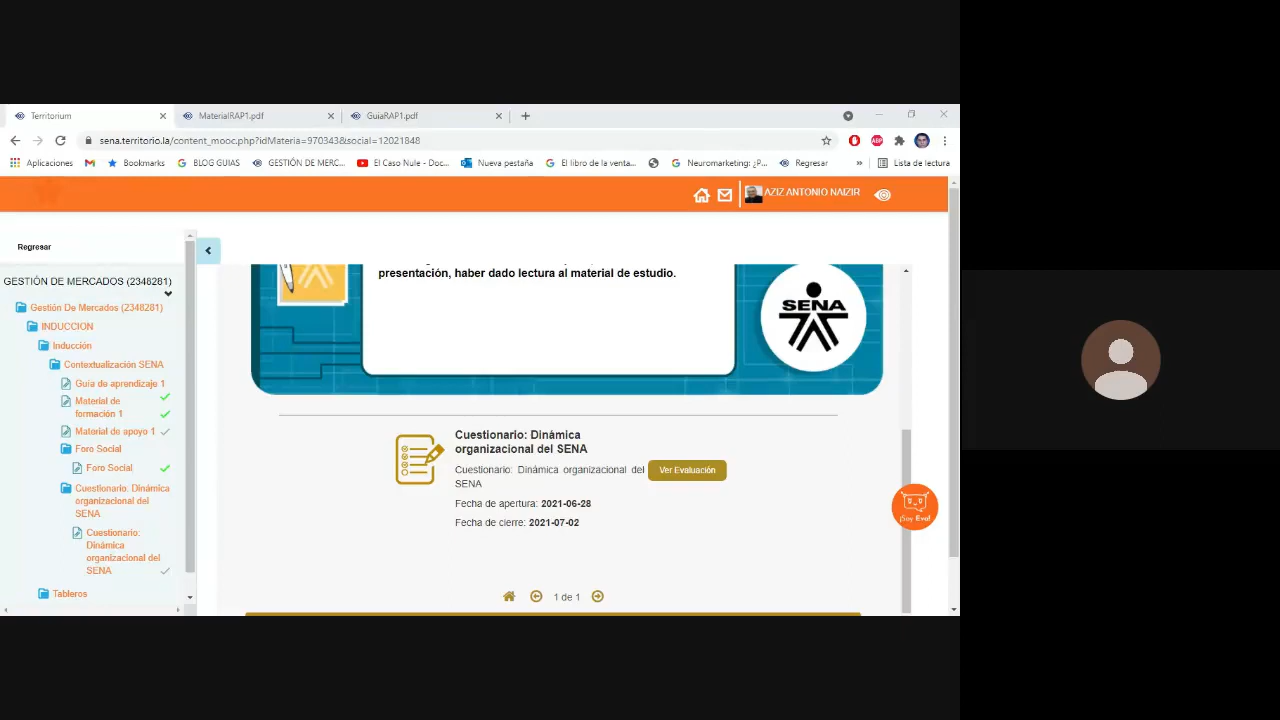 Territorium
MaterialRAP1.pdf
GuiaRAP1.pdf
sena.territorio.la/content_mooc.php?idMateria=970343&social=12021848
Aplicaciones
Bookmarks
BLOG GUIAS
GESTIÓN DE MERC...
El Caso Nule - Doc...
Nueva pestaña
El libro de la venta...
Neuromarketing: ¿P...
Regresar
»
Lista de lectura
ABP
AZIZ ANTONIO NAIZIR
Regresar
GESTIÓN DE MERCADOS (2348281)
Gestión De Mercados (2348281)
INDUCCION
Inducción
Contextualización SENA
Guía de aprendizaje 1
Material de
formación 1
Material de apoyo 1
Foro Social
Foro Social
Cuestionario: Dinámica
organizacional del
SENA
Cuestionario:
Dinámica
organizacional del
SENA
Tableros
presentación, haber dado lectura al material de estudio.
SENA
Cuestionario: Dinámica
organizacional del SENA
Cuestionario: Dinámica organizacional del
SENA
Ver Evaluación
Fecha de apertura: 2021-06-28
Fecha de cierre: 2021-07-02
¡Soy Eva!
1 de 1